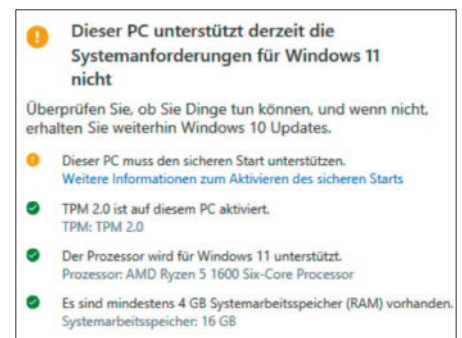 Dieser PC unterstützt derzeit die
Systemanforderungen für Windows 11
nicht
Überprüfen Sie, ob Sie Dinge tun können, und wenn nicht,
erhalten Sie weiterhin Windows 10 Updates.
Dieser PC muss den sicheren Start unterstützen.
Weitere Informationen zum Aktivieren des sicheren Starts
TPM 2.0 ist auf diesem PC aktiviert.
TPM: TPM 2.0
Der Prozessor wird für Windows 11 unterstützt.
Prozessor: AMD Ryzen 5 1600 Six-Core Processor
Es sind mindestens 4 GB Systemarbeitsspeicher (RAM) vorhanden.
Systemarbeitsspeicher: 16 GB